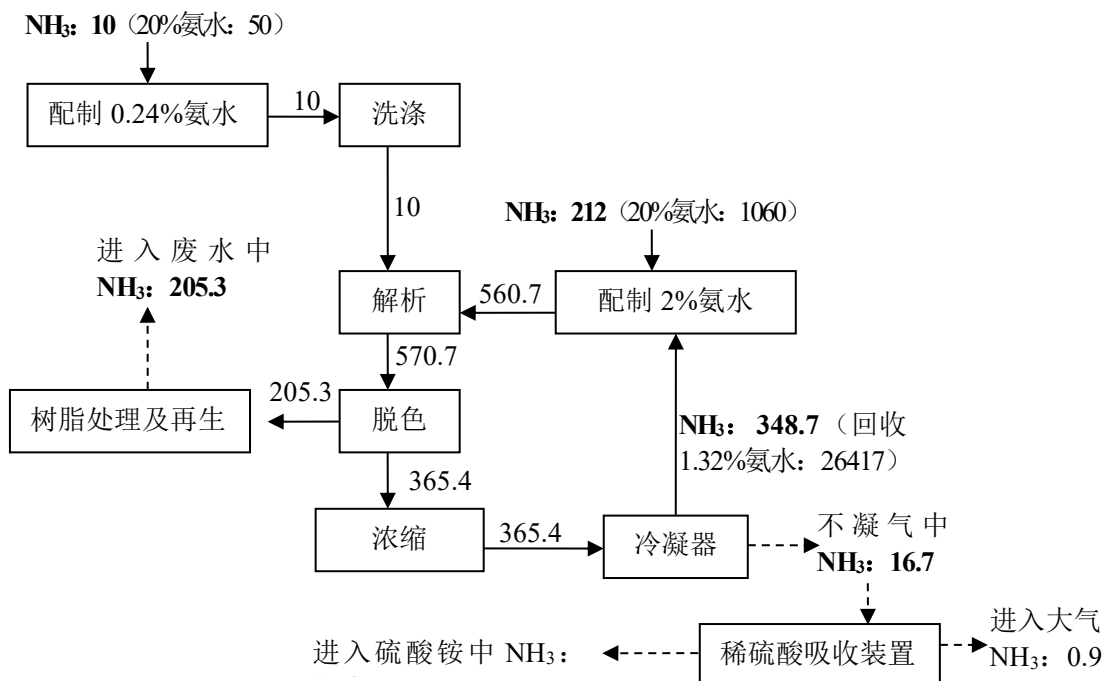 NH₃：10（20%氨水：50）
配制 0.24%氨水
10
洗涤
10
NH₃：212（20%氨水：1060）
进入废水中
NH₃：205.3
解析
560.7
配制 2%氨水
570.7
树脂处理及再生
205.3
脱色
NH₃：348.7（回收
1.32%氨水：26417）
365.4
浓缩
365.4
冷凝器
不凝气中
NH₃：16.7
进入硫酸铵中 NH₃：
稀硫酸吸收装置
进入大气
NH₃：0.9